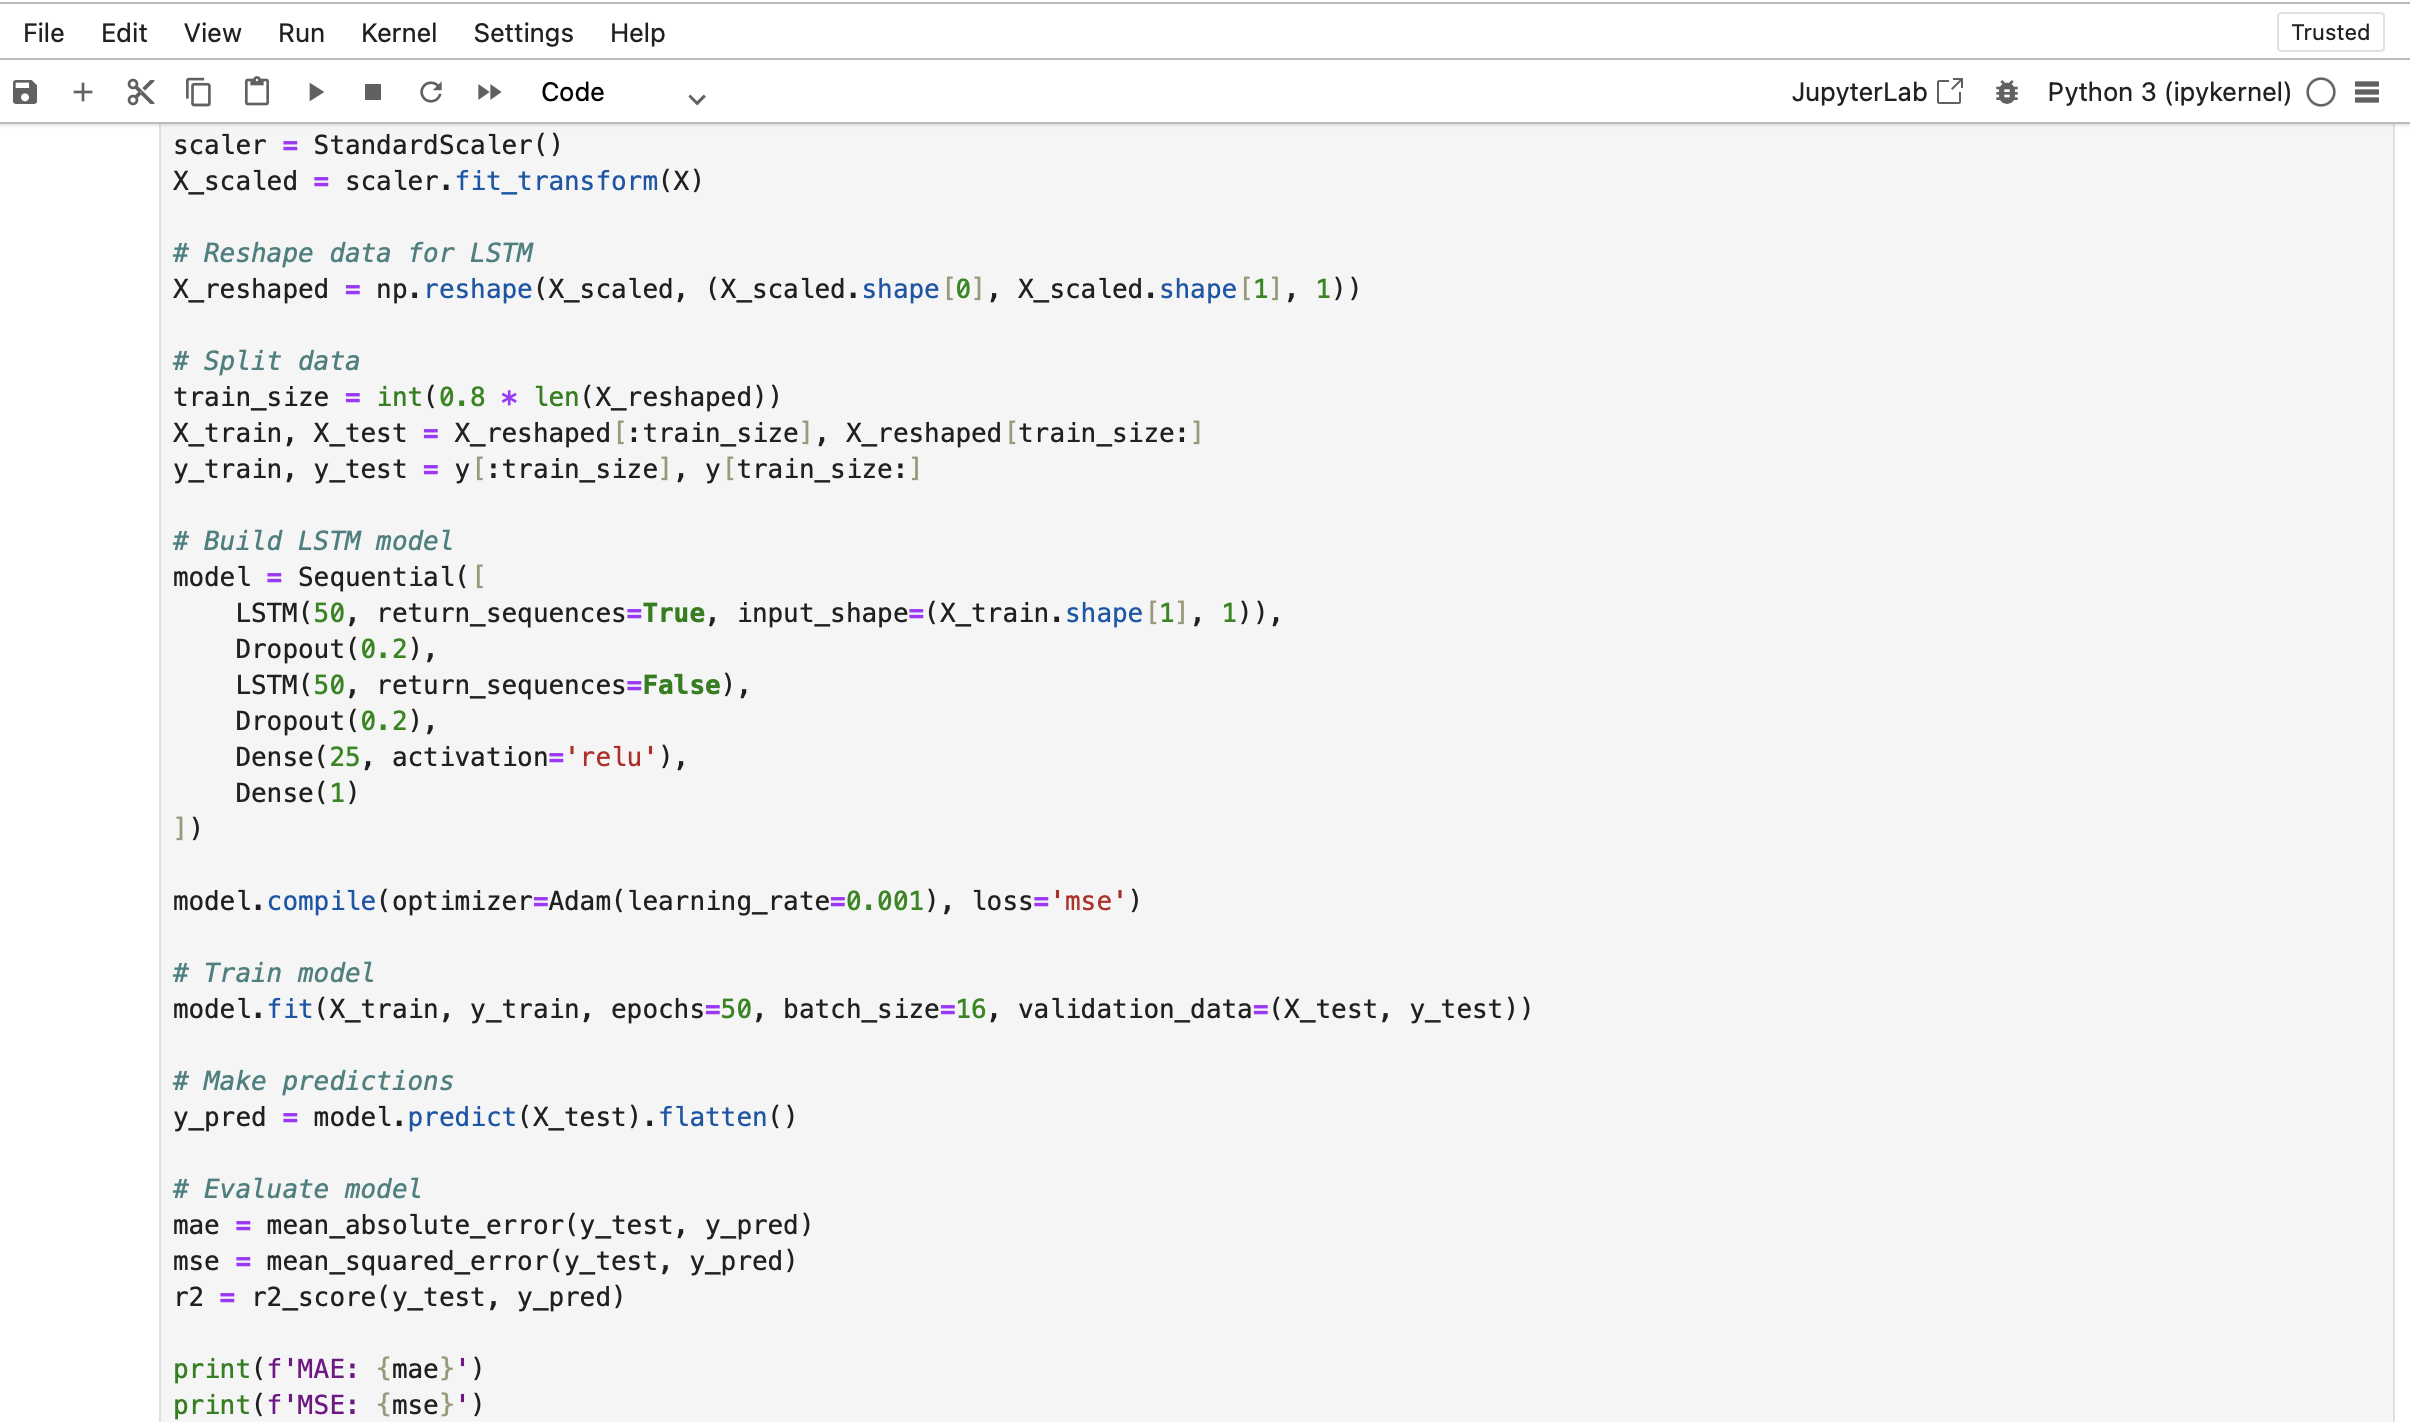 File Edit View Run Kernel Settings Help Trusted
Code JupyterLab Python 3 (ipykernel)
scaler = StandardScaler()
X_scaled = scaler.fit_transform(X)
# Reshape data for LSTM
X_reshaped = np.reshape(X_scaled, (X_scaled.shape[0], X_scaled.shape[1], 1))
# Split data
train_size = int(0.8 * len(X_reshaped))
X_train, X_test = X_reshaped[:train_size], X_reshaped[train_size:]
y_train, y_test = y[:train_size], y[train_size:]
# Build LSTM model
model = Sequential([
    LSTM(50, return_sequences=True, input_shape=(X_train.shape[1], 1)),
    Dropout(0.2),
    LSTM(50, return_sequences=False),
    Dropout(0.2),
    Dense(25, activation='relu'),
    Dense(1)
])
model.compile(optimizer=Adam(learning_rate=0.001), loss='mse')
# Train model
model.fit(X_train, y_train, epochs=50, batch_size=16, validation_data=(X_test, y_test))
# Make predictions
y_pred = model.predict(X_test).flatten()
# Evaluate model
mae = mean_absolute_error(y_test, y_pred)
mse = mean_squared_error(y_test, y_pred)
r2 = r2_score(y_test, y_pred)
print(f'MAE: {mae}')
print(f'MSE: {mse}')